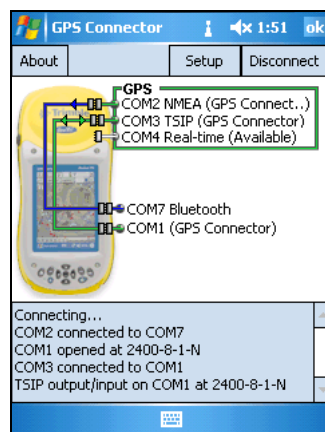 GPS Connector 1:51 ok
About Setup Disconnect
GPS
COM2 NMEA (GPS Connect..)
COM3 TSIP (GPS Connector)
COM4 Real-time (Available)
COM7 Bluetooth
COM1 (GPS Connector)
Connecting...
COM2 connected to COM7
COM1 opened at 2400-8-1-N
COM3 connected to COM1
TSIP output/input on COM1 at 2400-8-1-N